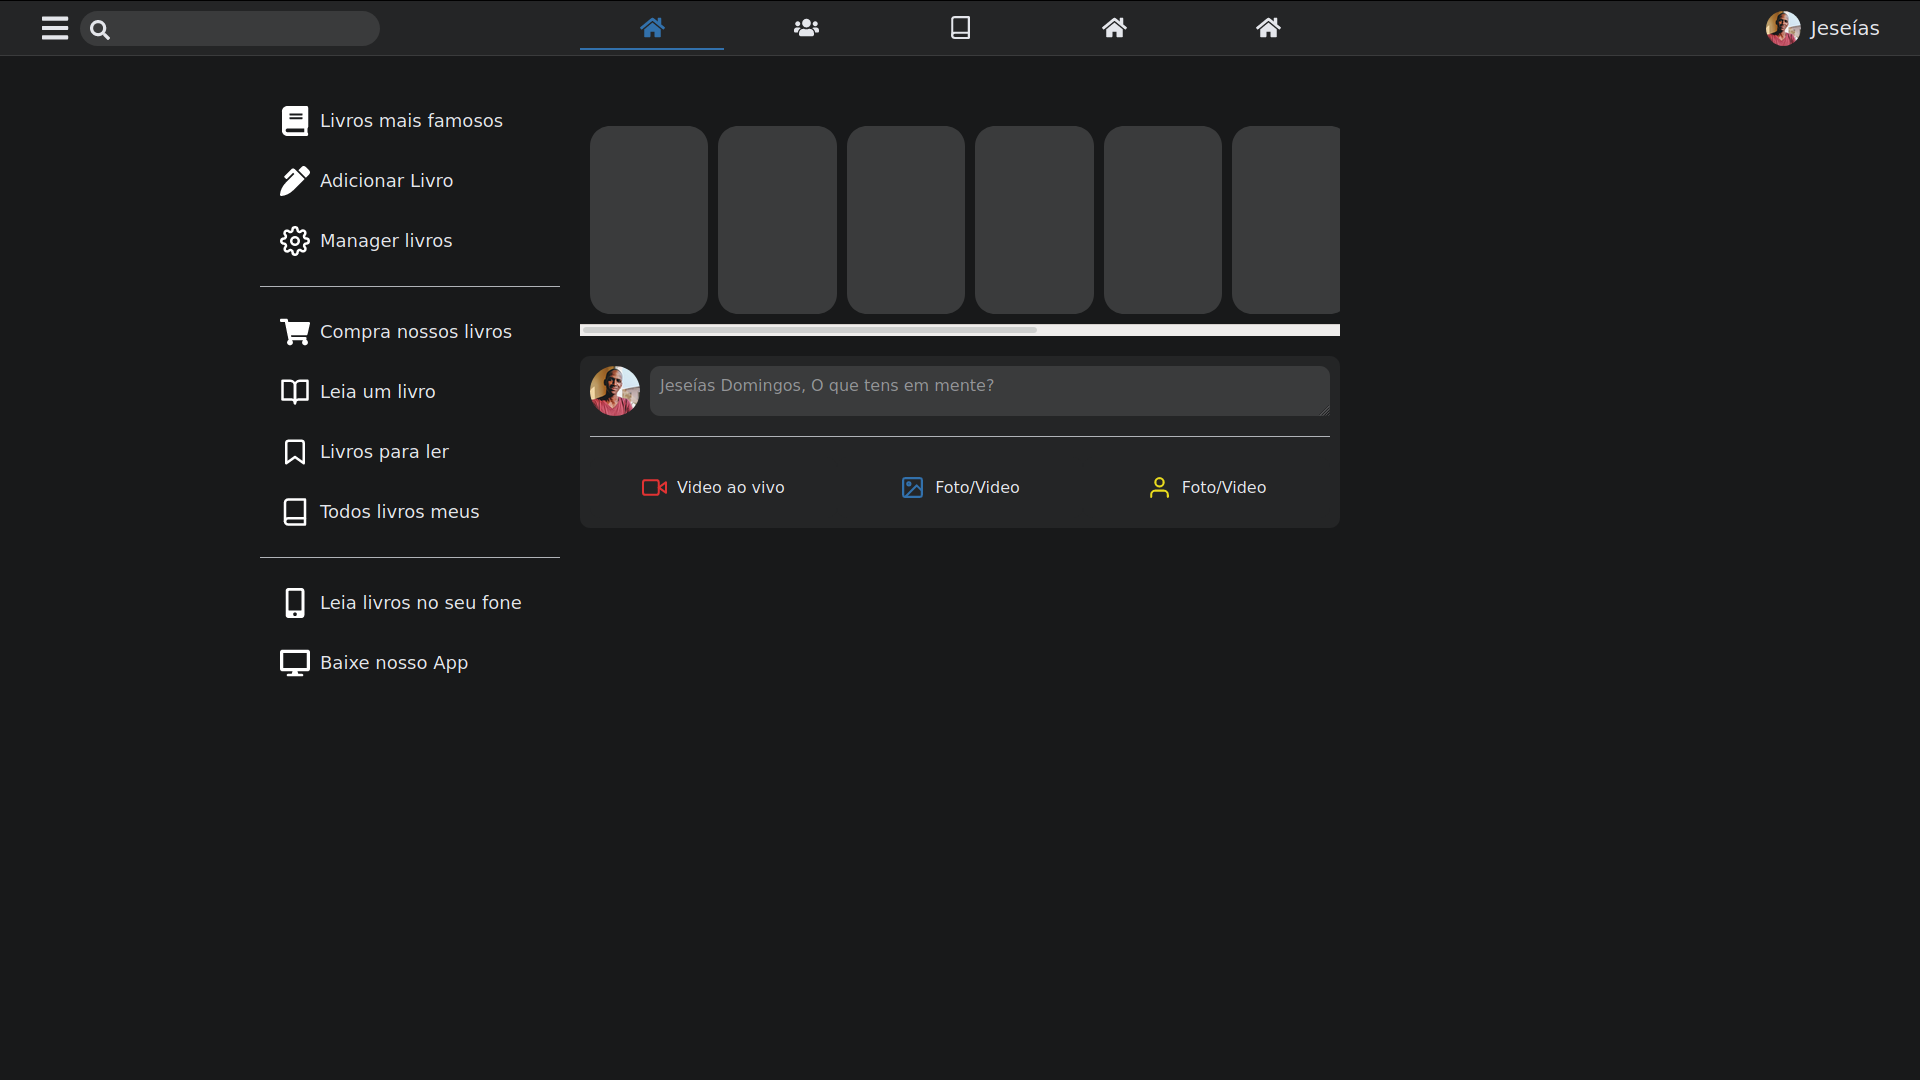 Jeseías
Livros mais famosos
Adicionar Livro
Manager livros
Compra nossos livros
Leia um livro
Livros para ler
Todos livros meus
Leia livros no seu fone
Baixe nosso App
Jeseías Domingos, O que tens em mente?
Video ao vivo
Foto/Video
Foto/Video